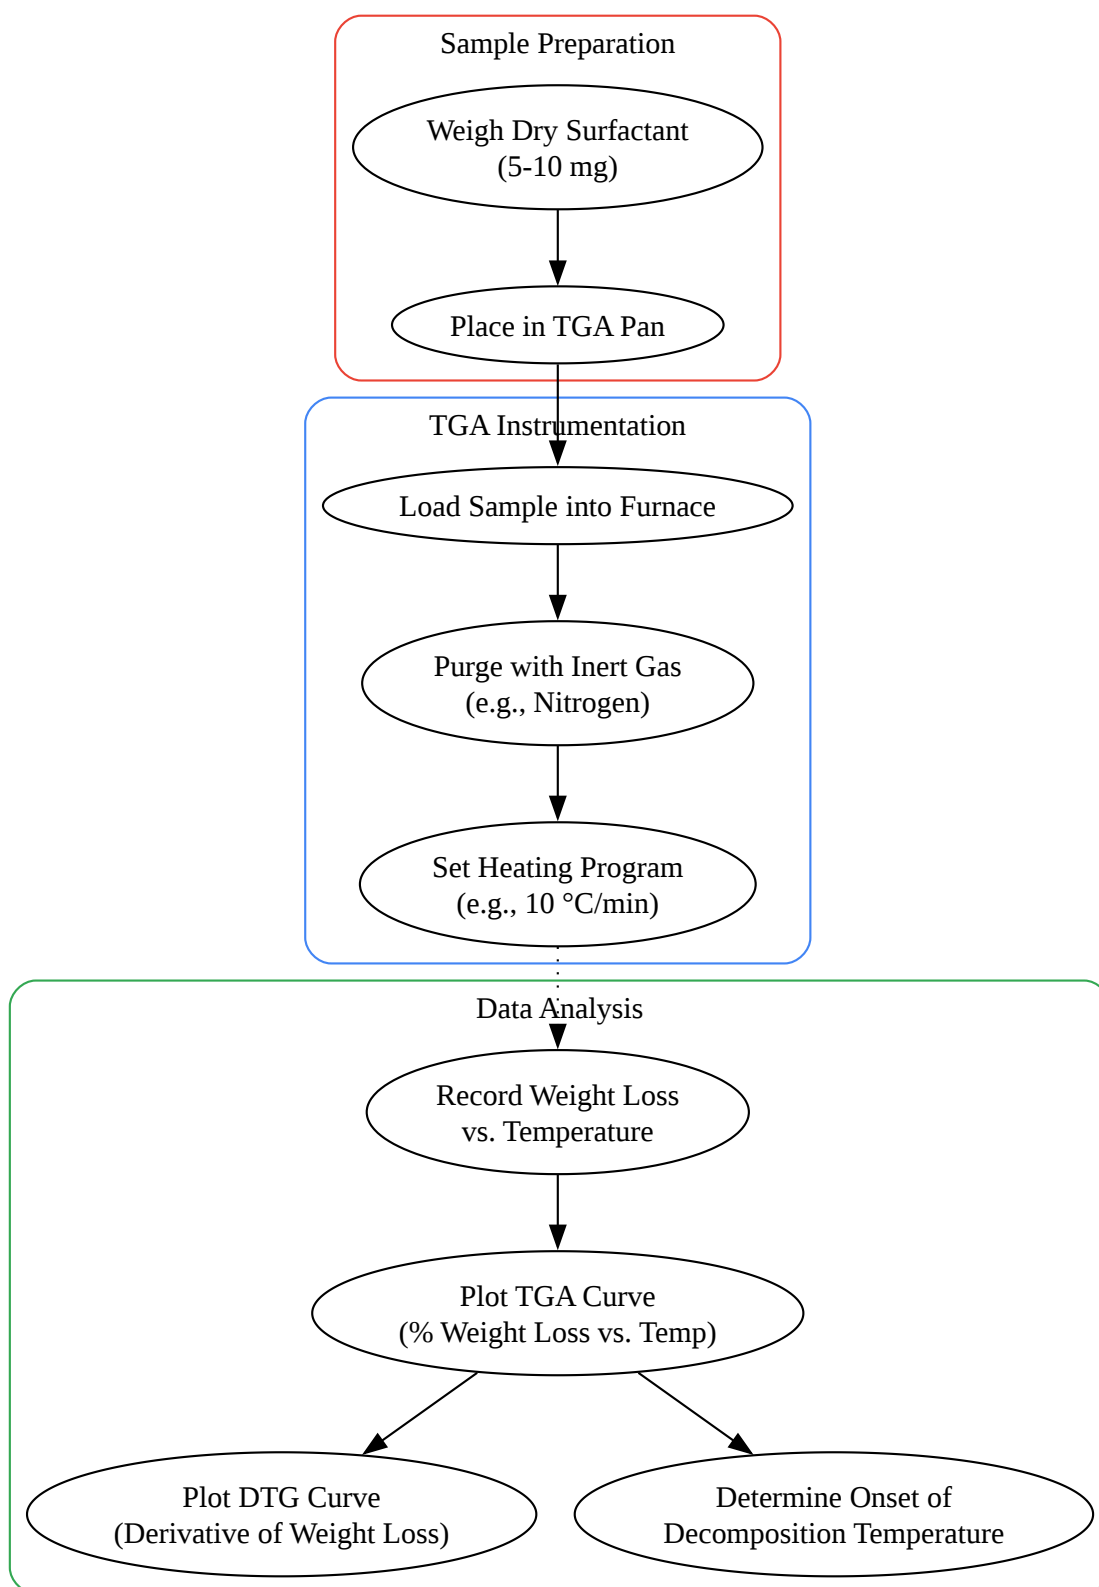 Sample Preparation
Weigh Dry Surfactant
(5-10 mg)
Place in TGA Pan
TGA Instrumentation
Load Sample into Furnace
Purge with Inert Gas
(e.g., Nitrogen)
Set Heating Program
(e.g., 10 °C/min)
Data Analysis
Record Weight Loss
vs. Temperature
Plot TGA Curve
(% Weight Loss vs. Temp)
Plot DTG Curve
(Derivative of Weight Loss)
Determine Onset of
Decomposition Temperature